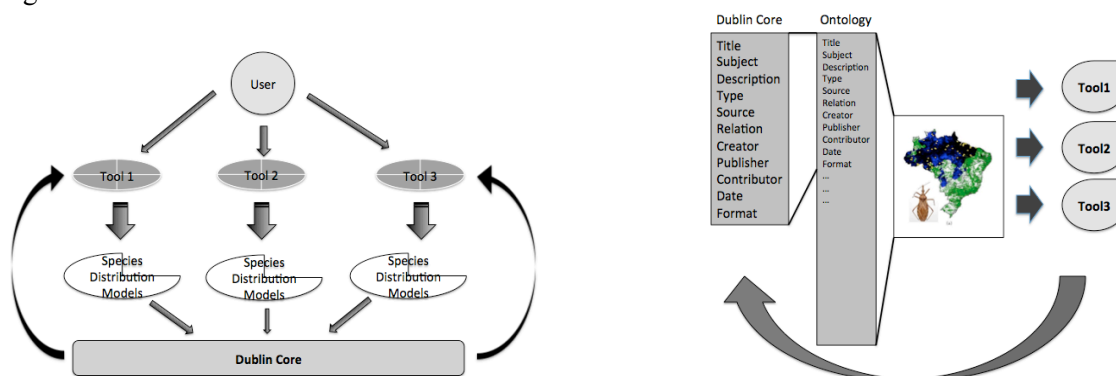 User
Tool 1
Tool 2
Tool 3
Species
Distribution
Models
Species
Distribution
Models
Species
Distribution
Models
Dublin Core
Dublin Core
Title
Subject
Description
Type
Source
Relation
Creator
Publisher
Contributor
Date
Format
Ontology
Title
Subject
Description
Type
Source
Relation
Creator
Publisher
Contributor
Date
Format
...
...
...
Tool1
Tool2
Tool3